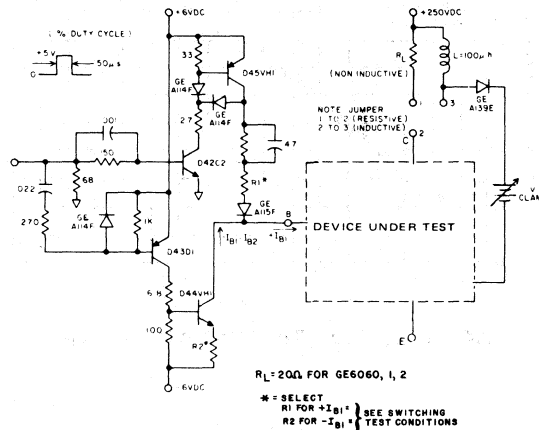 +6VDC
+250VDC
( % DUTY CYCLE)
+5V
50μs
0
33
D45VH1
GE
A114F
GE
A114F
27
RL
L=100μh
(NON INDUCTIVE)
GE
A139E
1
3
NOTE JUMPER
1 TO 2 (RESISTIVE)
2 TO 3 (INDUCTIVE)
C
2
.001
150
47
D42C2
68
R1*
V
CLAMP
.022
GE
A114F
1K
GE
A115F
B
DEVICE UNDER TEST
270
-IB1 -IB2
+IB1
D43D1
6.8
D44VH1
100
R2*
E
-6VDC
RL = 20Ω FOR GE6060, 1, 2
* = SELECT
R1 FOR +IB1 = } SEE SWITCHING
R2 FOR -IB1 = } TEST CONDITIONS